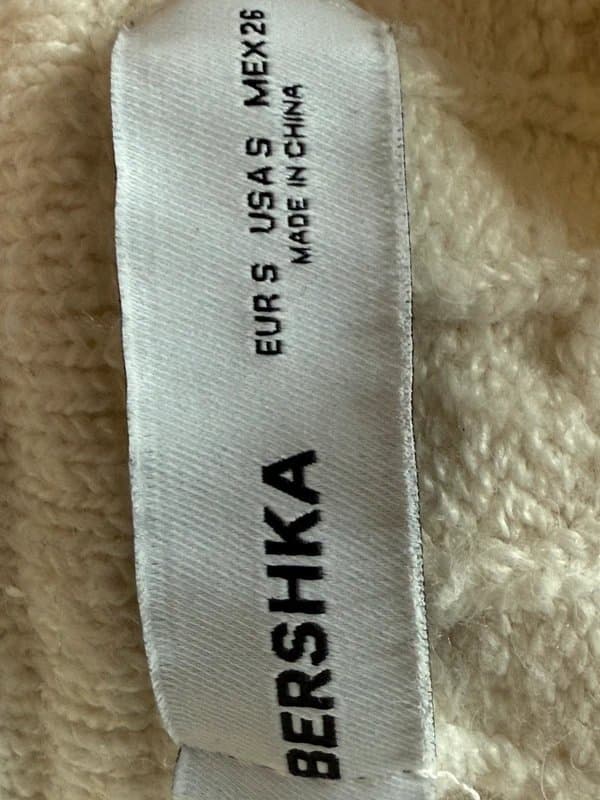 BERSHKA
EUR S USA S MEX 26
MADE IN CHINA